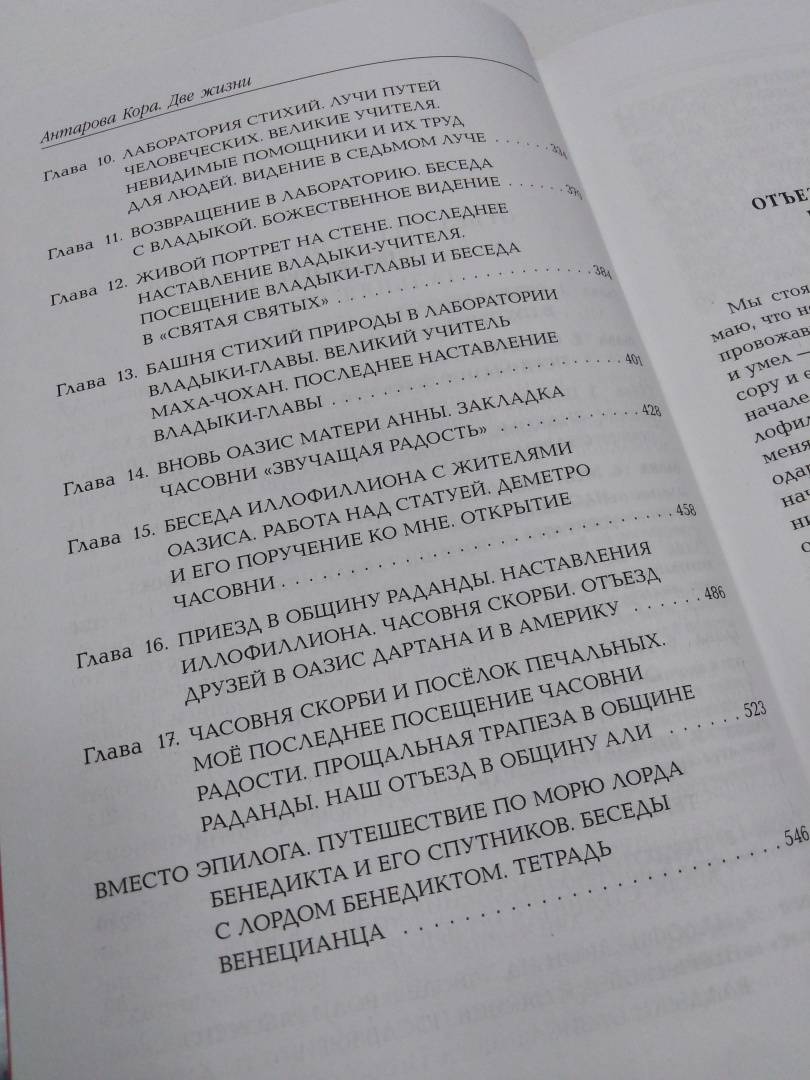 Антарова Кора. Две жизни
Глава 10. ЛАБОРАТОРИЯ СТИХИЙ. ЛУЧИ ПУТЕЙ
ЧЕЛОВЕЧЕСКИХ. ВЕЛИКИЕ УЧИТЕЛЯ.
НЕВИДИМЫЕ ПОМОЩНИКИ И ИХ ТРУД
ДЛЯ ЛЮДЕЙ. ВИДЕНИЕ В СЕДЬМОМ ЛУЧЕ . . . . . . 334
Глава 11. ВОЗВРАЩЕНИЕ В ЛАБОРАТОРИЮ. БЕСЕДА
С ВЛАДЫКОЙ. БОЖЕСТВЕННОЕ ВИДЕНИЕ . . . . . . 370
Глава 12. ЖИВОЙ ПОРТРЕТ НА СТЕНЕ. ПОСЛЕДНЕЕ
НАСТАВЛЕНИЕ ВЛАДЫКИ-УЧИТЕЛЯ.
ПОСЕЩЕНИЕ ВЛАДЫКИ-ГЛАВЫ И БЕСЕДА
В «СВЯТАЯ СВЯТЫХ» . . . . . . . . . . . . . . . . . . . . . . 384
Глава 13. БАШНЯ СТИХИЙ ПРИРОДЫ В ЛАБОРАТОРИИ
ВЛАДЫКИ-ГЛАВЫ. ВЕЛИКИЙ УЧИТЕЛЬ
МАХА-ЧОХАН. ПОСЛЕДНЕЕ НАСТАВЛЕНИЕ
ВЛАДЫКИ-ГЛАВЫ . . . . . . . . . . . . . . . . . . . . . . . . 401
Глава 14. ВНОВЬ ОАЗИС МАТЕРИ АННЫ. ЗАКЛАДКА
ЧАСОВНИ «ЗВУЧАЩАЯ РАДОСТЬ» . . . . . . . . . . . . 428
Глава 15. БЕСЕДА ИЛЛОФИЛЛИОНА С ЖИТЕЛЯМИ
ОАЗИСА. РАБОТА НАД СТАТУЕЙ. ДЕМЕТРО
И ЕГО ПОРУЧЕНИЕ КО МНЕ. ОТКРЫТИЕ
ЧАСОВНИ . . . . . . . . . . . . . . . . . . . . . . . . . . . . . . 458
Глава 16. ПРИЕЗД В ОБЩИНУ РАДАНДЫ. НАСТАВЛЕНИЯ
ИЛЛОФИЛЛИОНА. ЧАСОВНЯ СКОРБИ. ОТЪЕЗД
ДРУЗЕЙ В ОАЗИС ДАРТАНА И В АМЕРИКУ . . . . . . 486
Глава 17. ЧАСОВНЯ СКОРБИ И ПОСЁЛОК ПЕЧАЛЬНЫХ.
МОЁ ПОСЛЕДНЕЕ ПОСЕЩЕНИЕ ЧАСОВНИ
РАДОСТИ. ПРОЩАЛЬНАЯ ТРАПЕЗА В ОБЩИНЕ
РАДАНДЫ. НАШ ОТЪЕЗД В ОБЩИНУ АЛИ . . . . . . 523
ВМЕСТО ЭПИЛОГА. ПУТЕШЕСТВИЕ ПО МОРЮ ЛОРДА
БЕНЕДИКТА И ЕГО СПУТНИКОВ. БЕСЕДЫ
С ЛОРДОМ БЕНЕДИКТОМ. ТЕТРАДЬ
ВЕНЕЦИАНЦА . . . . . . . . . . . . . . . . . . . . . . . . . . . 546
ОТЪЕ
Мы стоя
маю, что н
провожав
и умел —
сору и е
начале
лофил
меня
одар
нач